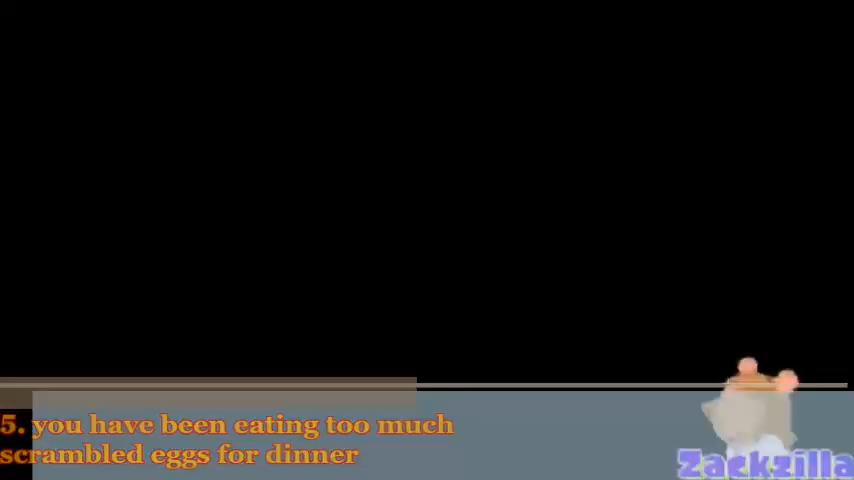 5. you have been eating too much
scrambled eggs for dinner
Zackzilla